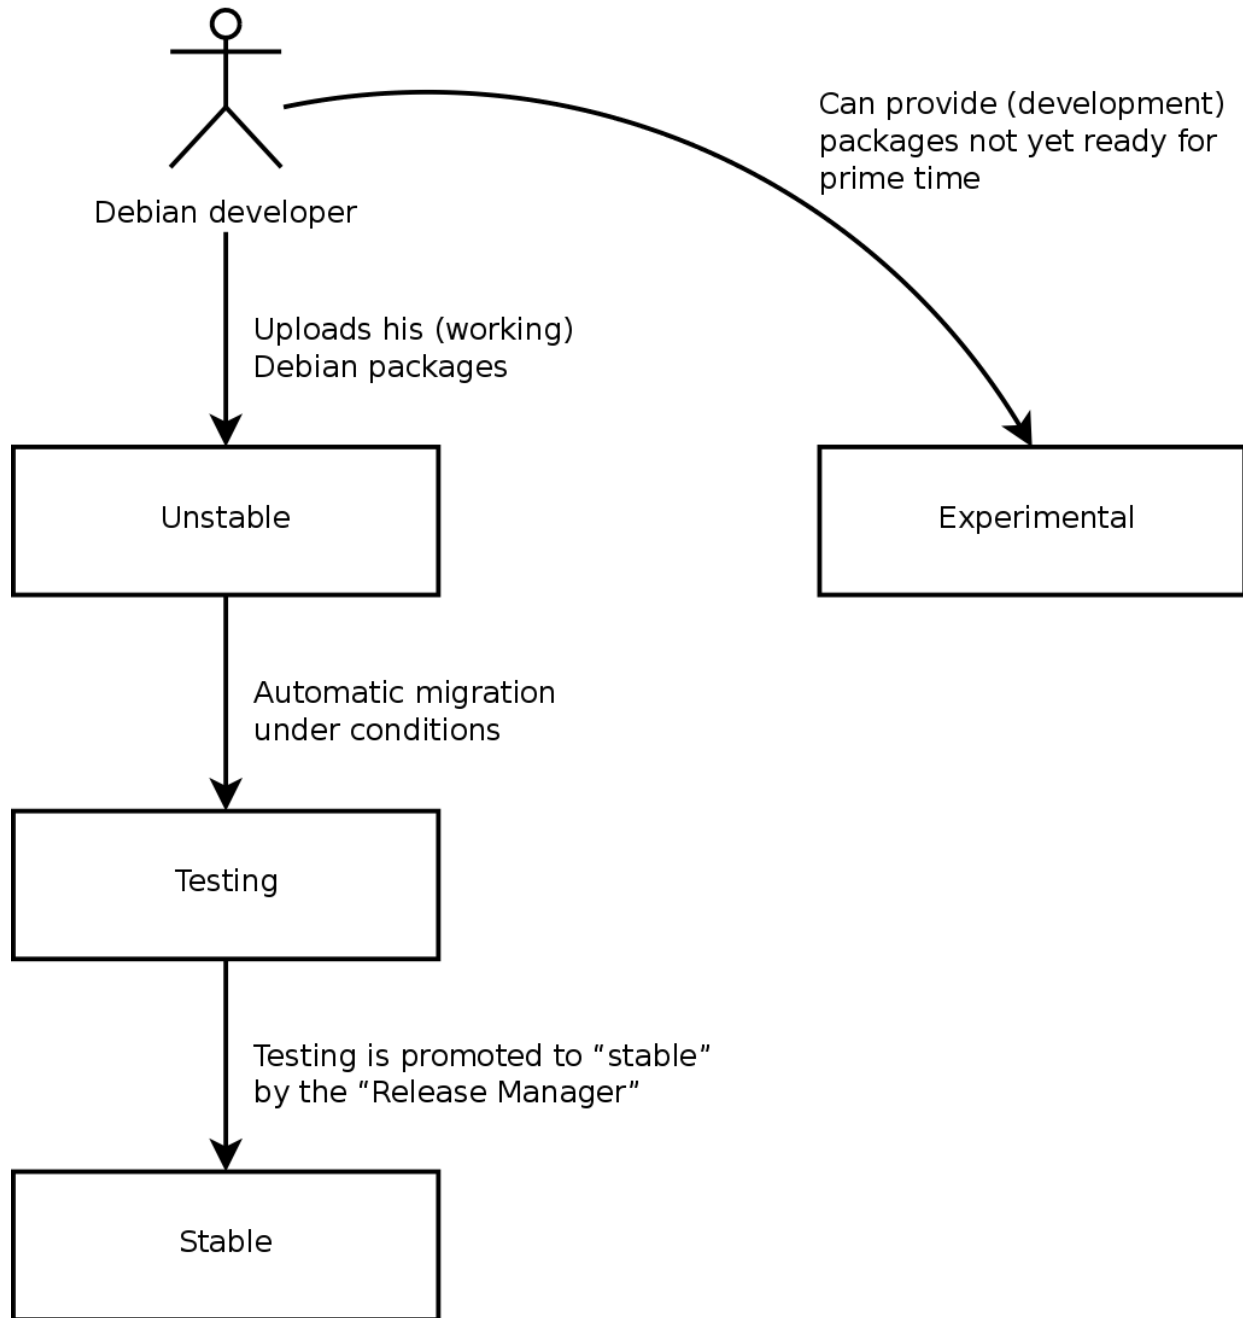 Can provide (development)
packages not yet ready for
prime time
Debian developer
Uploads his (working)
Debian packages
Unstable
Experimental
Automatic migration
under conditions
Testing
Testing is promoted to “stable”
by the “Release Manager”
Stable